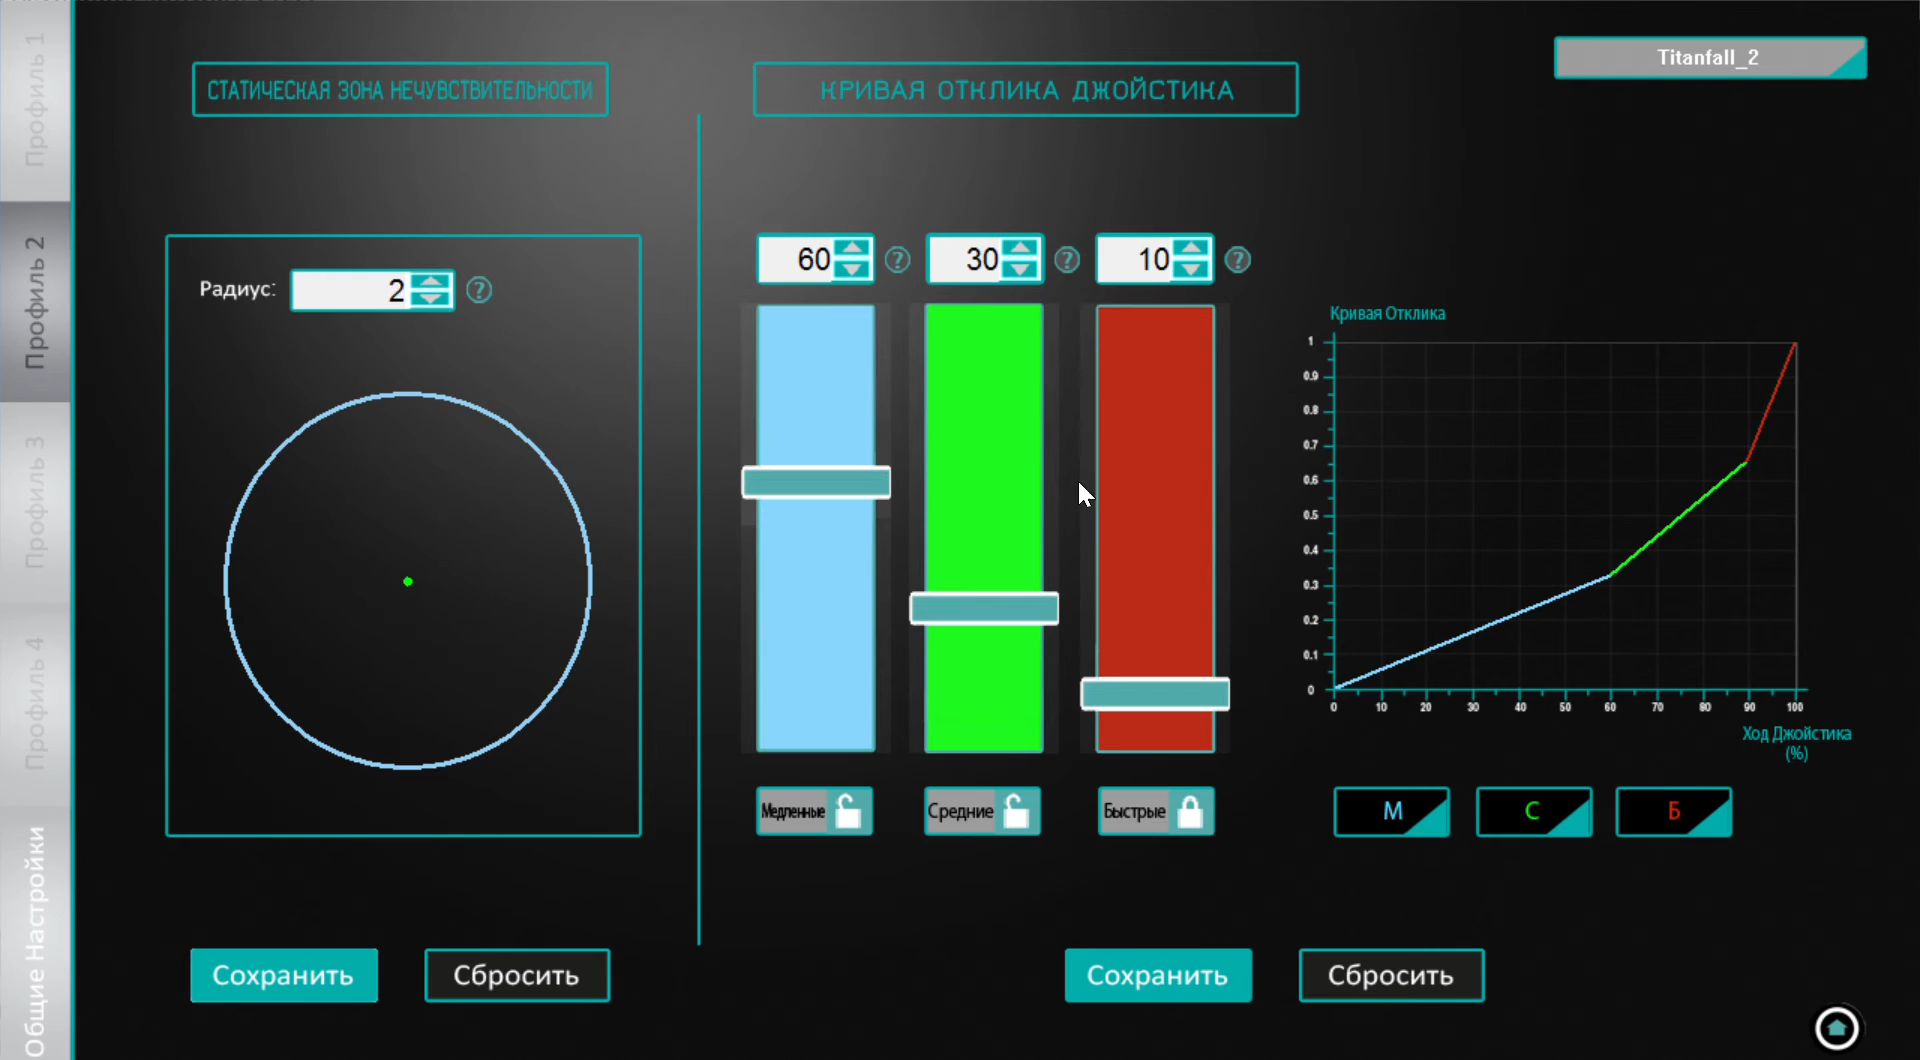 Профиль 1
Профиль 2
Профиль 3
Профиль 4
Общие Настройки
СТАТИЧЕСКАЯ ЗОНА НЕЧУВСТВИТЕЛЬНОСТИ
Радиус: 2 ?
Сохранить
Сбросить
КРИВАЯ ОТКЛИКА ДЖОЙСТИКА
Titanfall_2
60 ? 30 ? 10 ?
Медленные
Средние
Быстрые
Кривая Отклика
1
0.9
0.8
0.7
0.6
0.5
0.4
0.3
0.2
0.1
0
0 10 20 30 40 50 60 70 80 90 100
Ход Джойстика
(%)
М
С
Б
Сохранить
Сбросить